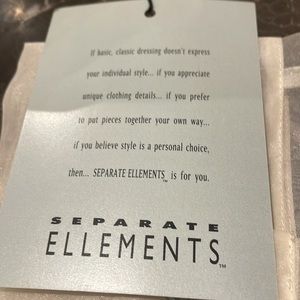 If basic, classic dressing doesn't express
your individual style... if you appreciate
unique clothing details... if you prefer
to put pieces together your own way...
if you believe style is a personal choice,
then... SEPARATE ELLEMENTS™ is for you.
SEPARATE
ELLEMENTS™